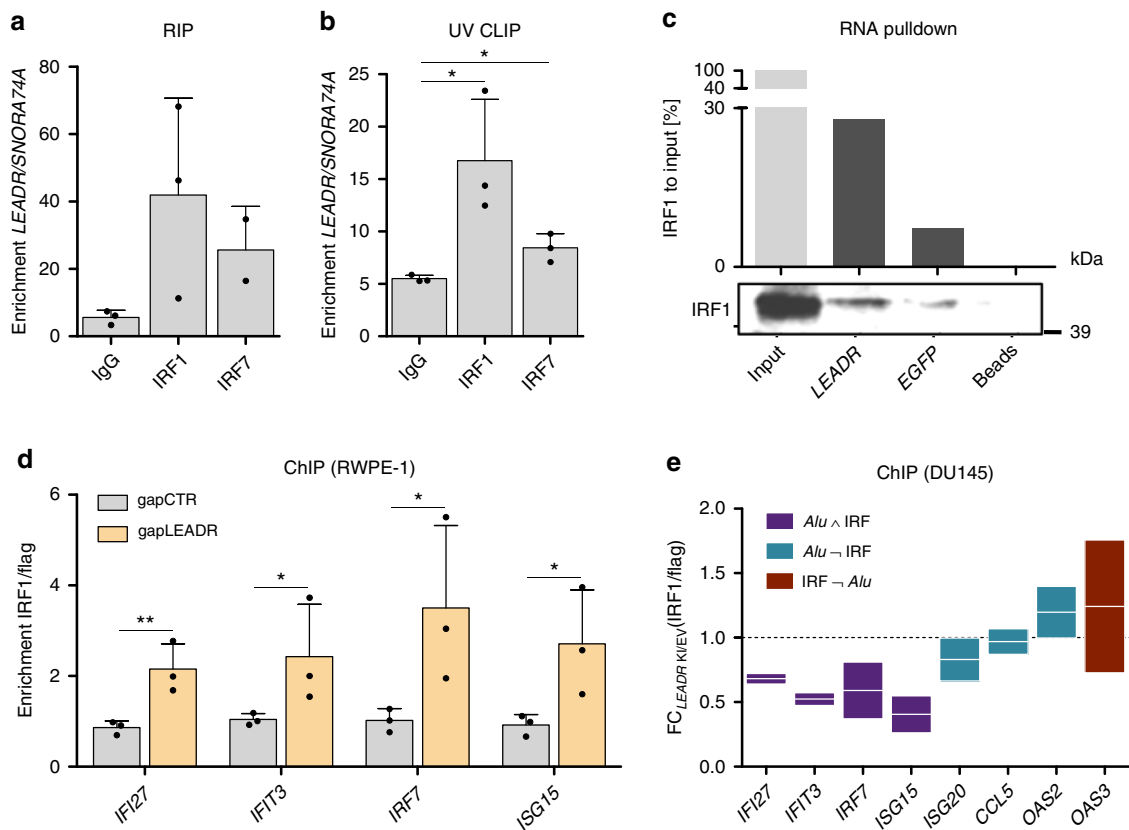 a
RIP
Enrichment LEADR/SNORA74A
80
60
40
20
0
IgG
IRF1
IRF7
b
UV CLIP
Enrichment LEADR/SNORA74A
25
20
15
10
5
0
*
*
IgG
IRF1
IRF7
c
RNA pulldown
IRF1 to input [%]
100
40
30
0
kDa
IRF1
39
Input
LEADR
EGFP
Beads
d
ChIP (RWPE-1)
gapCTR
gapLEADR
Enrichment IRF1/flag
6
4
2
0
**
*
*
*
IFI27
IFIT3
IRF7
ISG15
e
ChIP (DU145)
FC LEADR KI/EV (IRF1/flag)
2.0
1.5
1.0
0.5
0.0
Alu ∧ IRF
Alu ¬ IRF
IRF ¬ Alu
IFI27
IFIT3
IRF7
ISG15
ISG20
CCL5
OAS2
OAS3